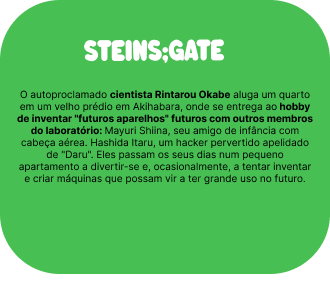 STEINS;GATE
O autoproclamado cientista Rintarou Okabe aluga um quarto
em um velho prédio em Akihabara, onde se entrega ao hobby
de inventar "futuros aparelhos" futuros com outros membros
do laboratório: Mayuri Shiina, seu amigo de infância com
cabeça aérea. Hashida Itaru, um hacker pervertido apelidado
de "Daru". Eles passam os seus dias num pequeno
apartamento a divertir-se e, ocasionalmente, a tentar inventar
e criar máquinas que possam vir a ter grande uso no futuro.